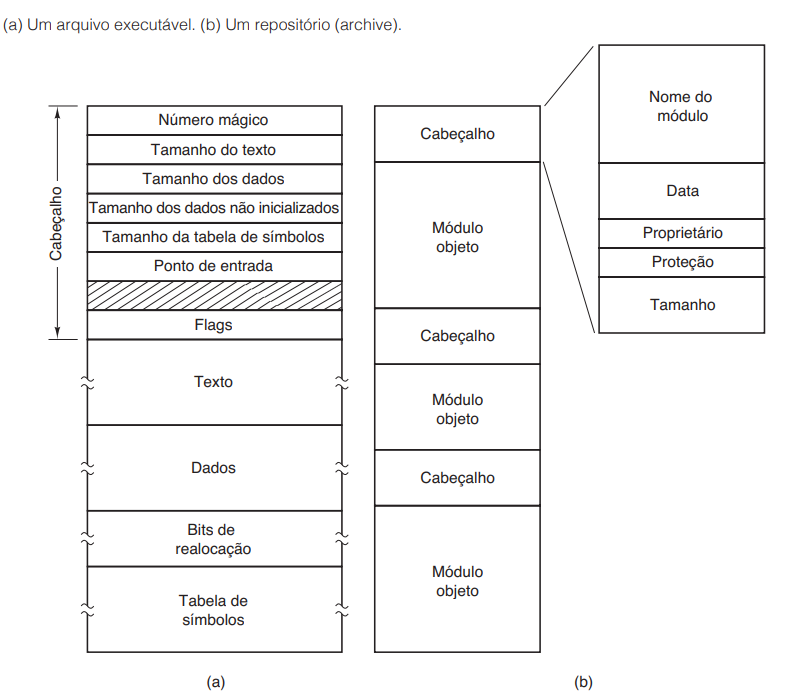 (a) Um arquivo executável. (b) Um repositório (archive).
Cabeçalho
Número mágico
Tamanho do texto
Tamanho dos dados
Tamanho dos dados não inicializados
Tamanho da tabela de símbolos
Ponto de entrada
Flags
Texto
Dados
Bits de
realocação
Tabela de
símbolos
(a)
Cabeçalho
Módulo
objeto
Cabeçalho
Módulo
objeto
Cabeçalho
Módulo
objeto
Nome do
módulo
Data
Proprietário
Proteção
Tamanho
(b)